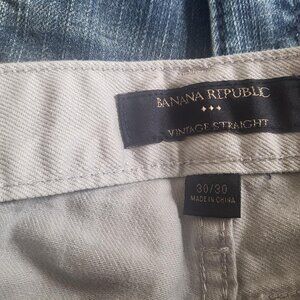 BANANA REPUBLIC
VINTAGE STRAIGHT
30/30
MADE IN CHINA